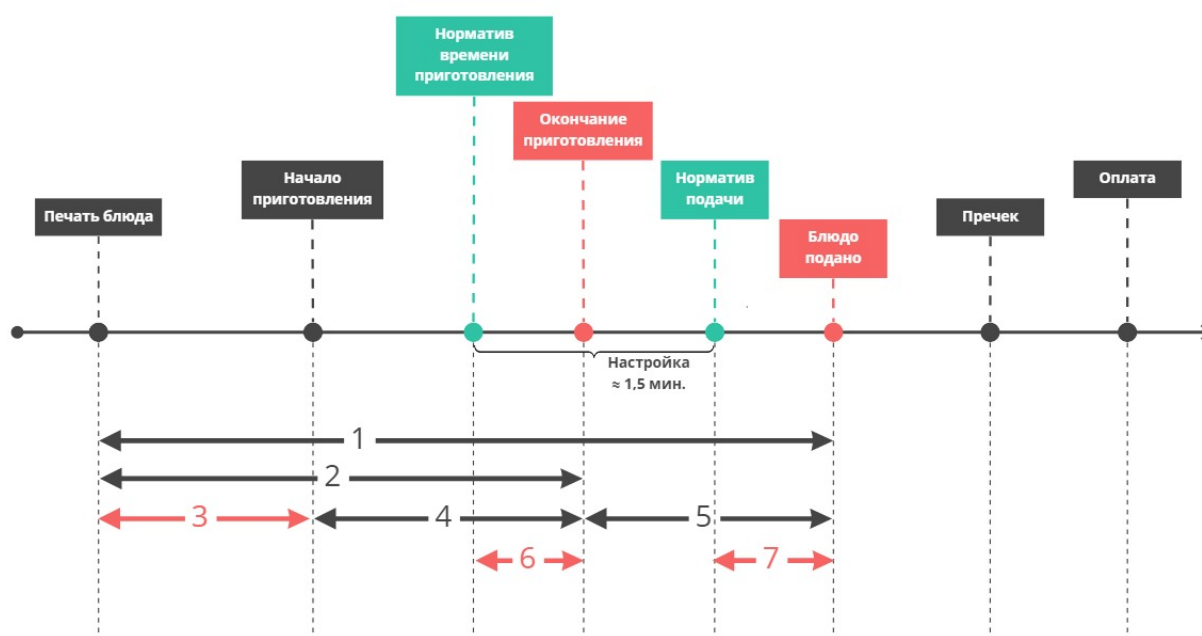 Норматив
времени
приготовления
Окончание
приготовления
Начало
приготовления
Норматив
подачи
Оплата
Печать блюда
Пречек
Блюдо
подано
Настройка
≈ 1,5 мин.
1
2
3
4
5
6
7